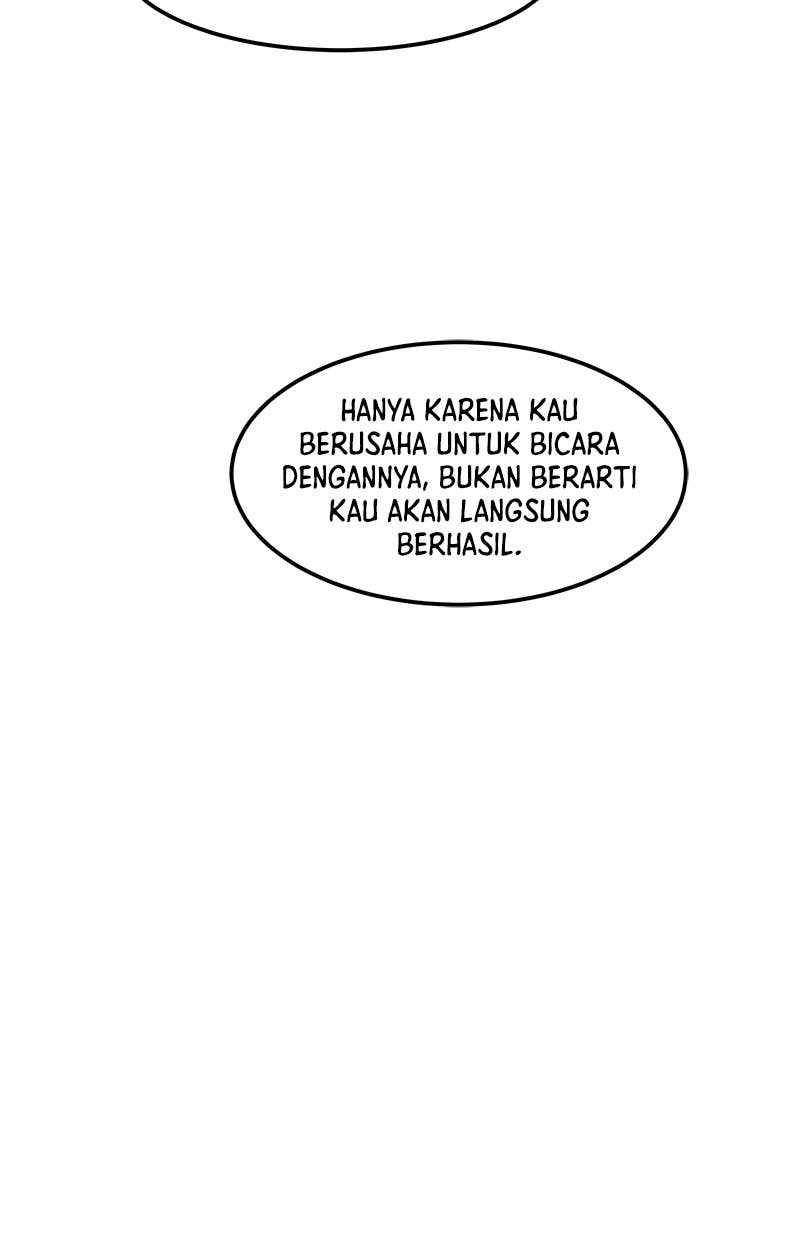 HANYA KARENA KAU
BERUSAHA UNTUK BICARA
DENGANNYA, BUKAN BERARTI
KAU AKAN LANGSUNG
BERHASIL.